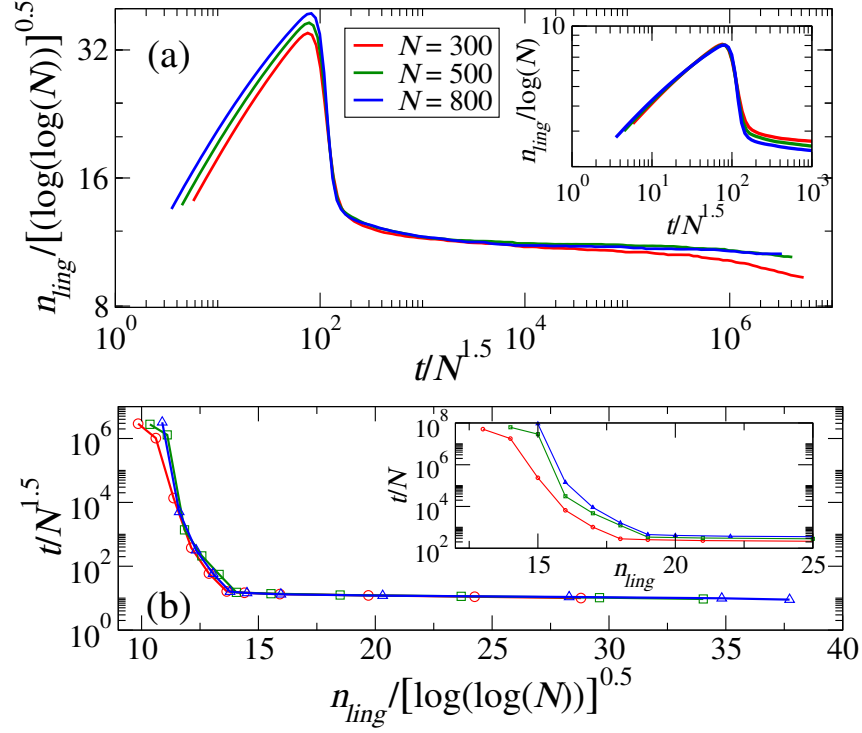 (a)
N = 300
N = 500
N = 800
n_ling/[(log(log(N))]^0.5
32
16
8
10^0
10^2
10^4
10^6
t/N^1.5
n_ling/log(N)
10^0
10^1
10^2
10^3
t/N^1.5
(b)
t/N^1.5
10^6
10^4
10^2
10^0
10
15
20
25
30
35
40
n_ling/[log(log(N))]^0.5
t/N
10^8
10^6
10^4
10^2
15
20
25
n_ling